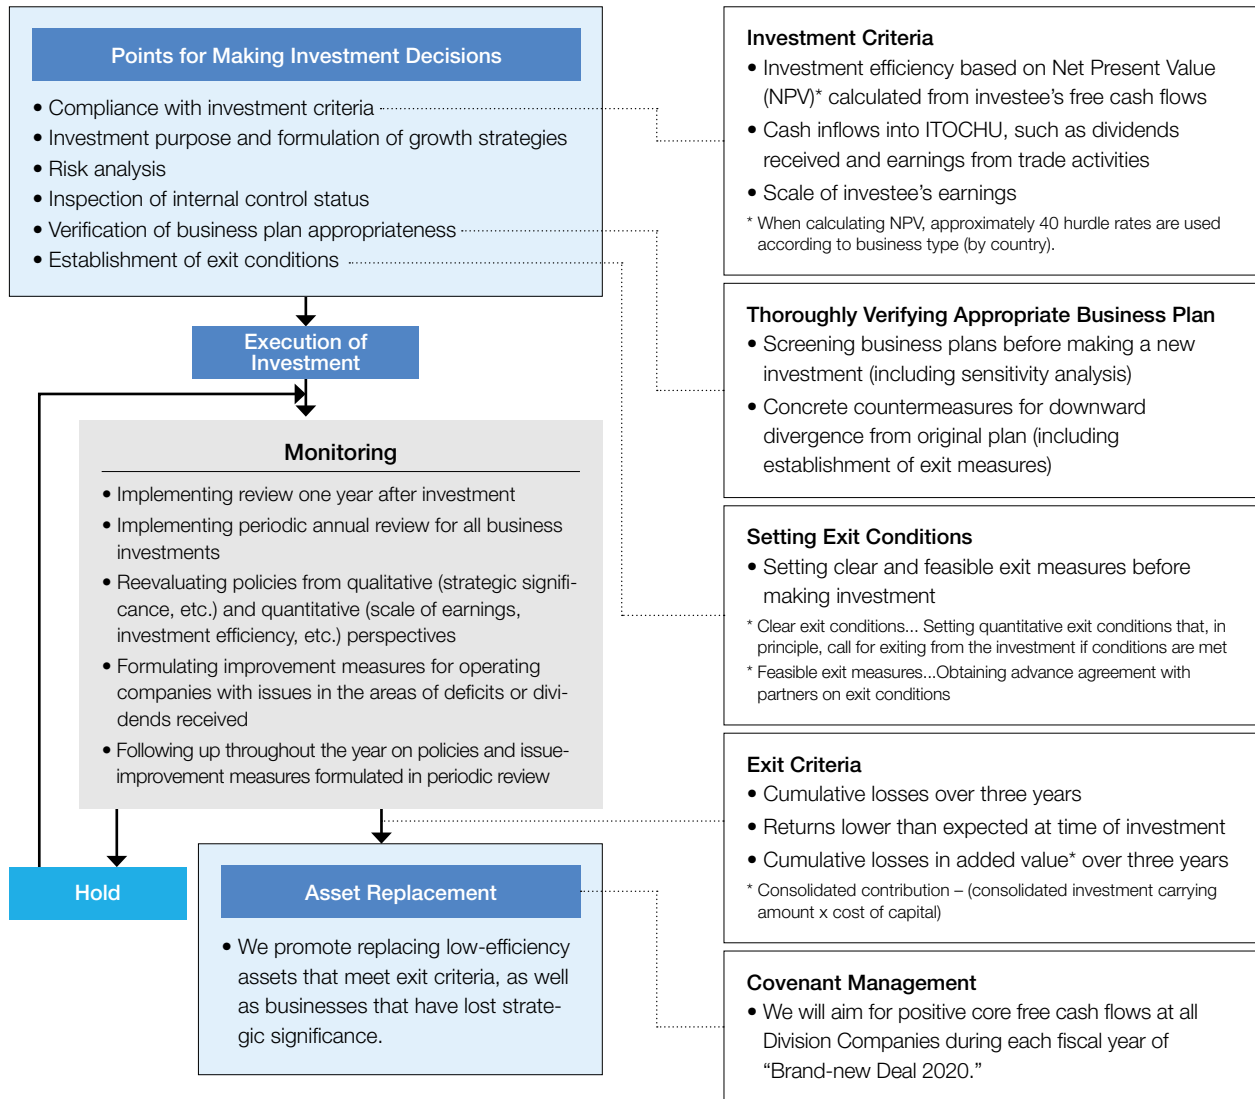 Points for Making Investment Decisions
• Compliance with investment criteria
• Investment purpose and formulation of growth strategies
• Risk analysis
• Inspection of internal control status
• Verification of business plan appropriateness
• Establishment of exit conditions
Execution of
Investment
Monitoring
• Implementing review one year after investment
• Implementing periodic annual review for all business
investments
• Reevaluating policies from qualitative (strategic signifi-
cance, etc.) and quantitative (scale of earnings,
investment efficiency, etc.) perspectives
• Formulating improvement measures for operating
companies with issues in the areas of deficits or divi-
dends received
• Following up throughout the year on policies and issue-
improvement measures formulated in periodic review
Hold
Asset Replacement
• We promote replacing low-efficiency
assets that meet exit criteria, as well
as businesses that have lost strate-
gic significance.
Investment Criteria
• Investment efficiency based on Net Present Value
(NPV)* calculated from investee’s free cash flows
• Cash inflows into ITOCHU, such as dividends
received and earnings from trade activities
• Scale of investee’s earnings
* When calculating NPV, approximately 40 hurdle rates are used
according to business type (by country).
Thoroughly Verifying Appropriate Business Plan
• Screening business plans before making a new
investment (including sensitivity analysis)
• Concrete countermeasures for downward
divergence from original plan (including
establishment of exit measures)
Setting Exit Conditions
• Setting clear and feasible exit measures before
making investment
* Clear exit conditions... Setting quantitative exit conditions that, in
principle, call for exiting from the investment if conditions are met
* Feasible exit measures...Obtaining advance agreement with
partners on exit conditions
Exit Criteria
• Cumulative losses over three years
• Returns lower than expected at time of investment
• Cumulative losses in added value* over three years
* Consolidated contribution – (consolidated investment carrying
amount x cost of capital)
Covenant Management
• We will aim for positive core free cash flows at all
Division Companies during each fiscal year of
“Brand-new Deal 2020.”